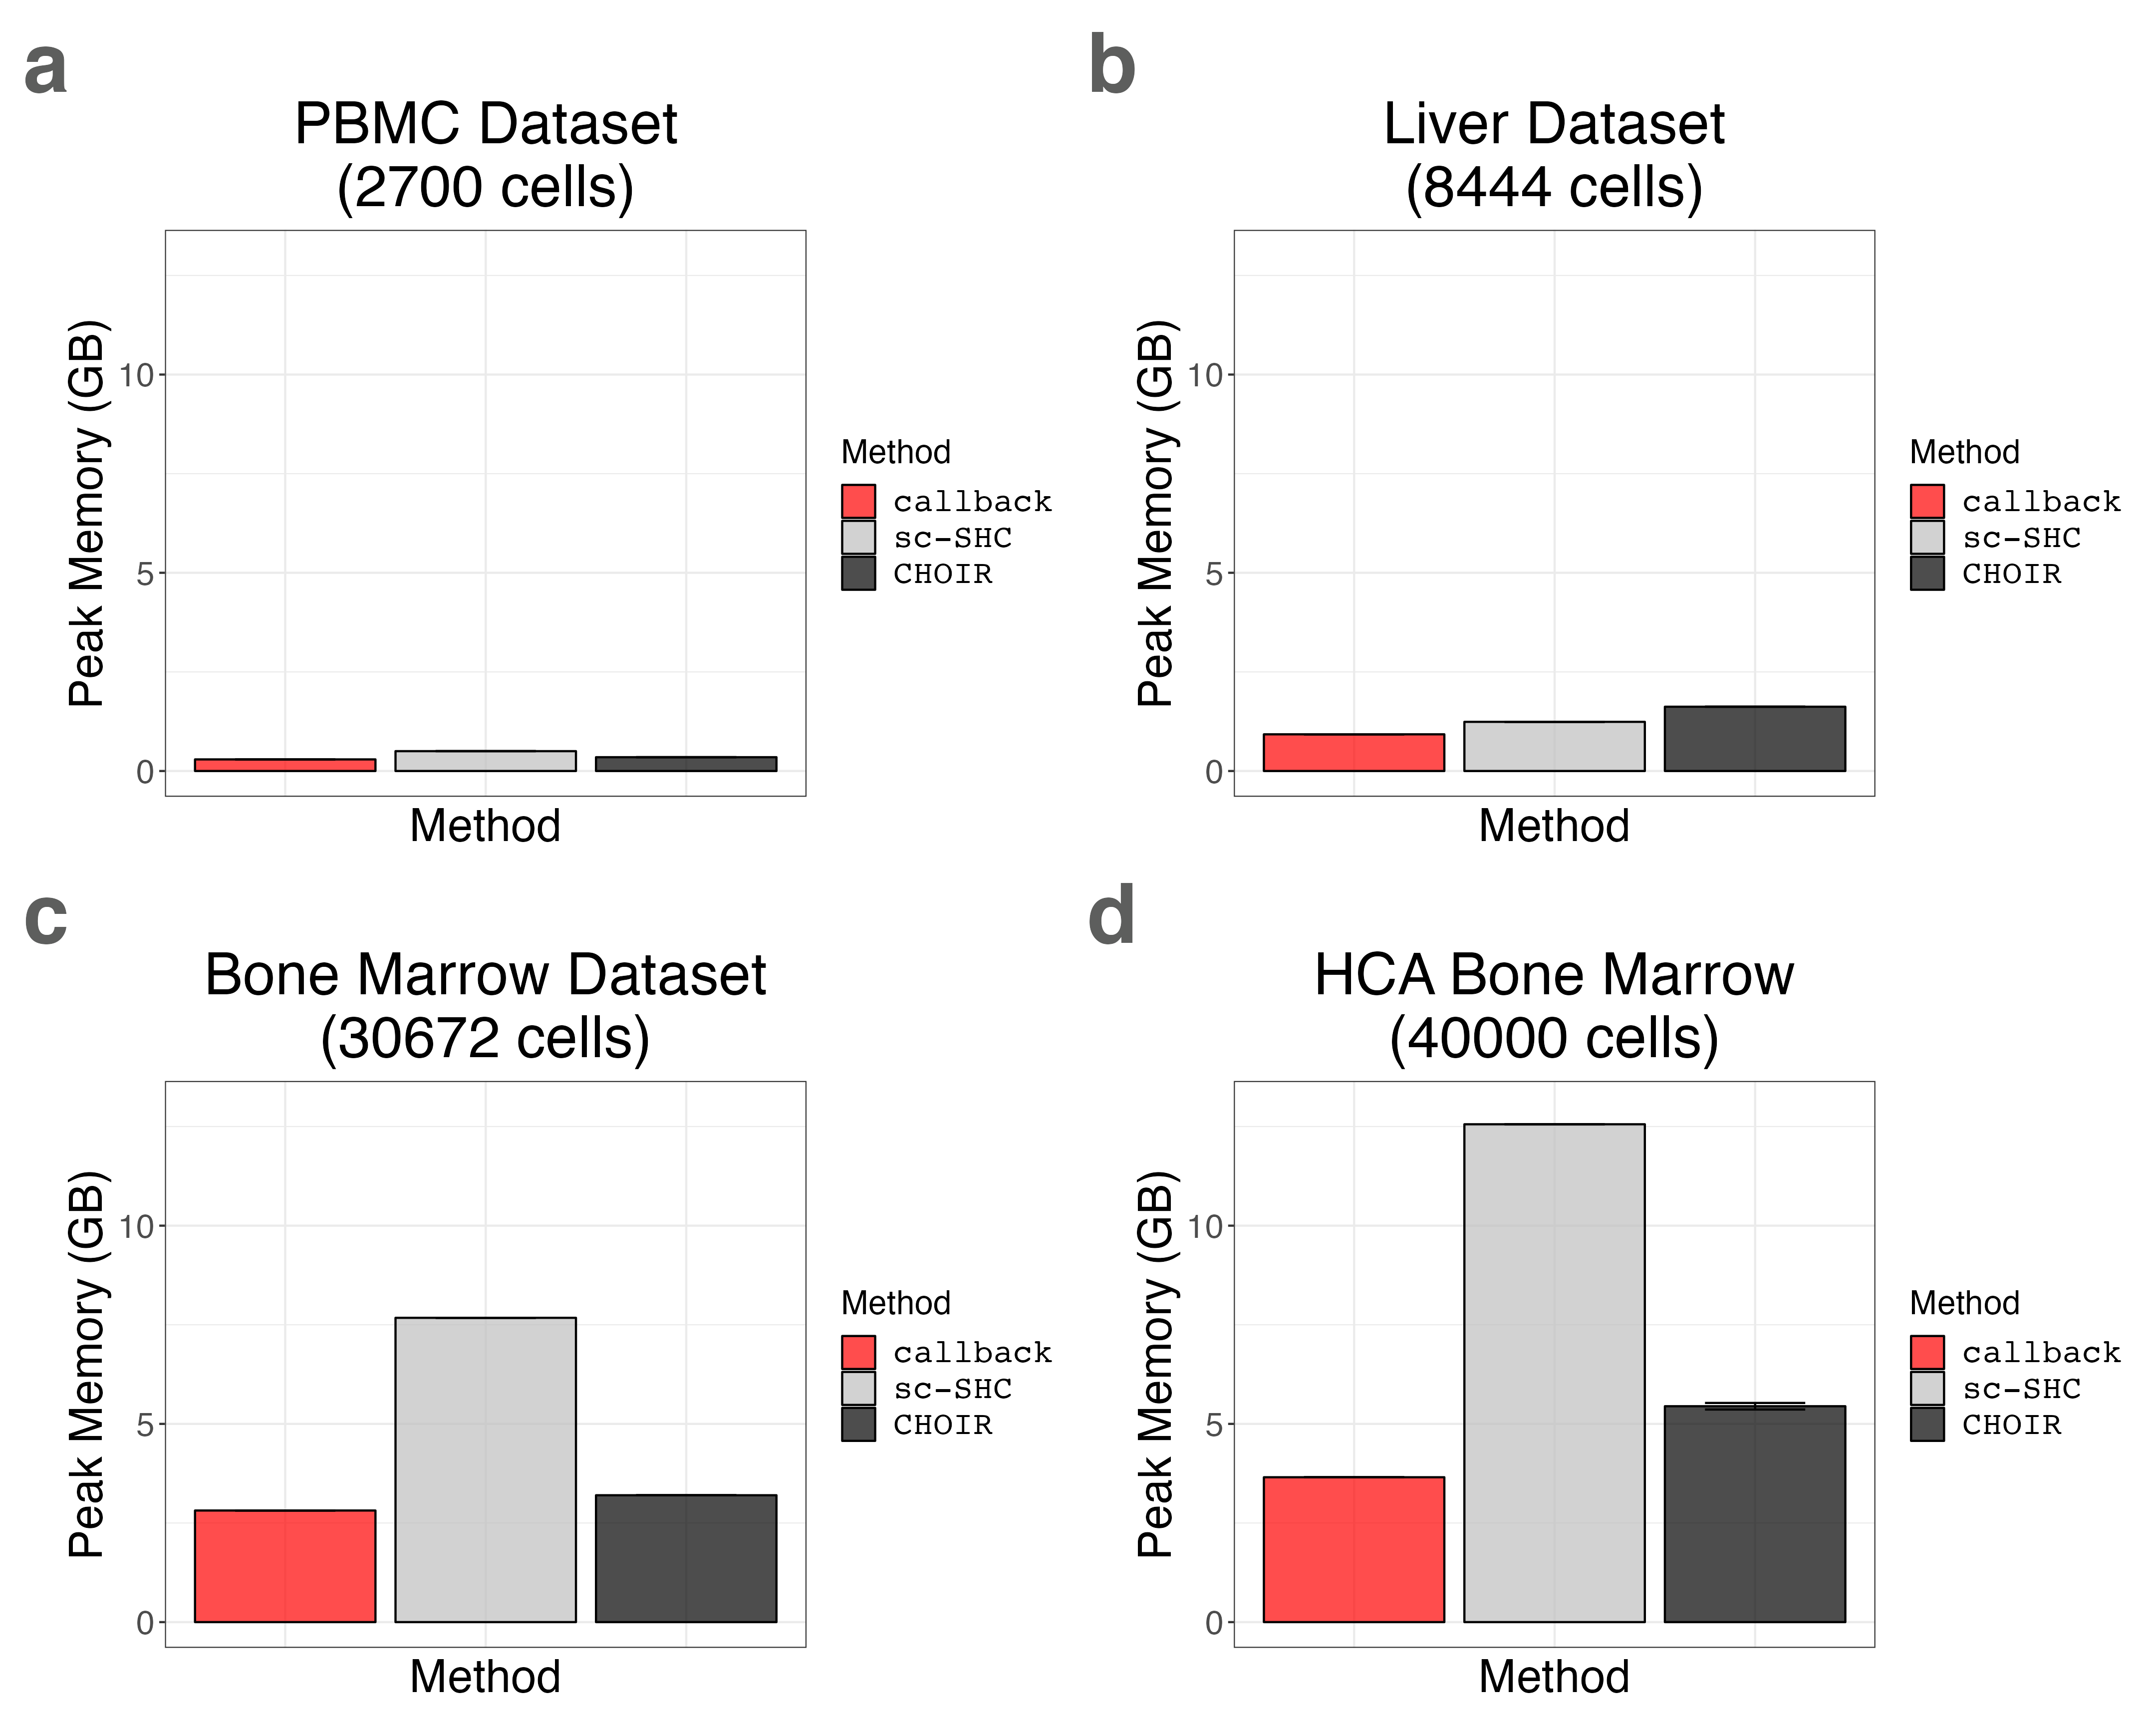 a
PBMC Dataset
(2700 cells)
Peak Memory (GB)
10
5
0
Method
Method
callback
sc-SHC
CHOIR
b
Liver Dataset
(8444 cells)
Peak Memory (GB)
10
5
0
Method
Method
callback
sc-SHC
CHOIR
c
Bone Marrow Dataset
(30672 cells)
Peak Memory (GB)
10
5
0
Method
Method
callback
sc-SHC
CHOIR
d
HCA Bone Marrow
(40000 cells)
Peak Memory (GB)
10
5
0
Method
Method
callback
sc-SHC
CHOIR